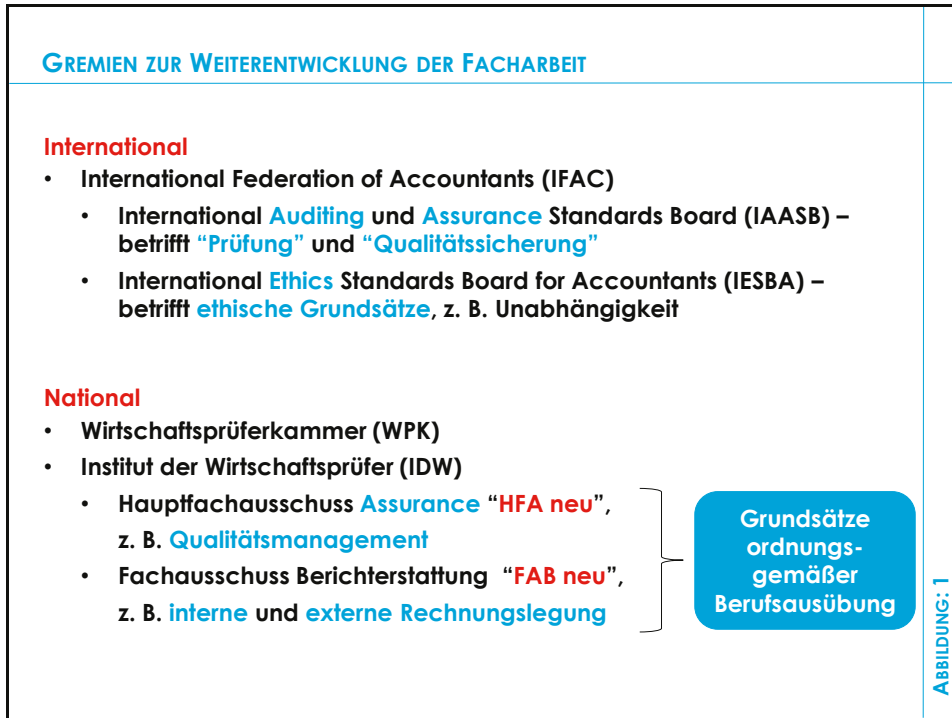 GREMIEN ZUR WEITERENTWICKLUNG DER FACHARBEIT
International
• International Federation of Accountants (IFAC)
• International Auditing und Assurance Standards Board (IAASB) –
betrifft “Prüfung” und “Qualitätssicherung”
• International Ethics Standards Board for Accountants (IESBA) –
betrifft ethische Grundsätze, z. B. Unabhängigkeit
National
• Wirtschaftsprüferkammer (WPK)
• Institut der Wirtschaftsprüfer (IDW)
• Hauptfachausschuss Assurance “HFA neu”,
z. B. Qualitätsmanagement
• Fachausschuss Berichterstattung “FAB neu”,
z. B. interne und externe Rechnungslegung
Grundsätze
ordnungs-
gemäßer
Berufsausübung
ABBILDUNG: 1